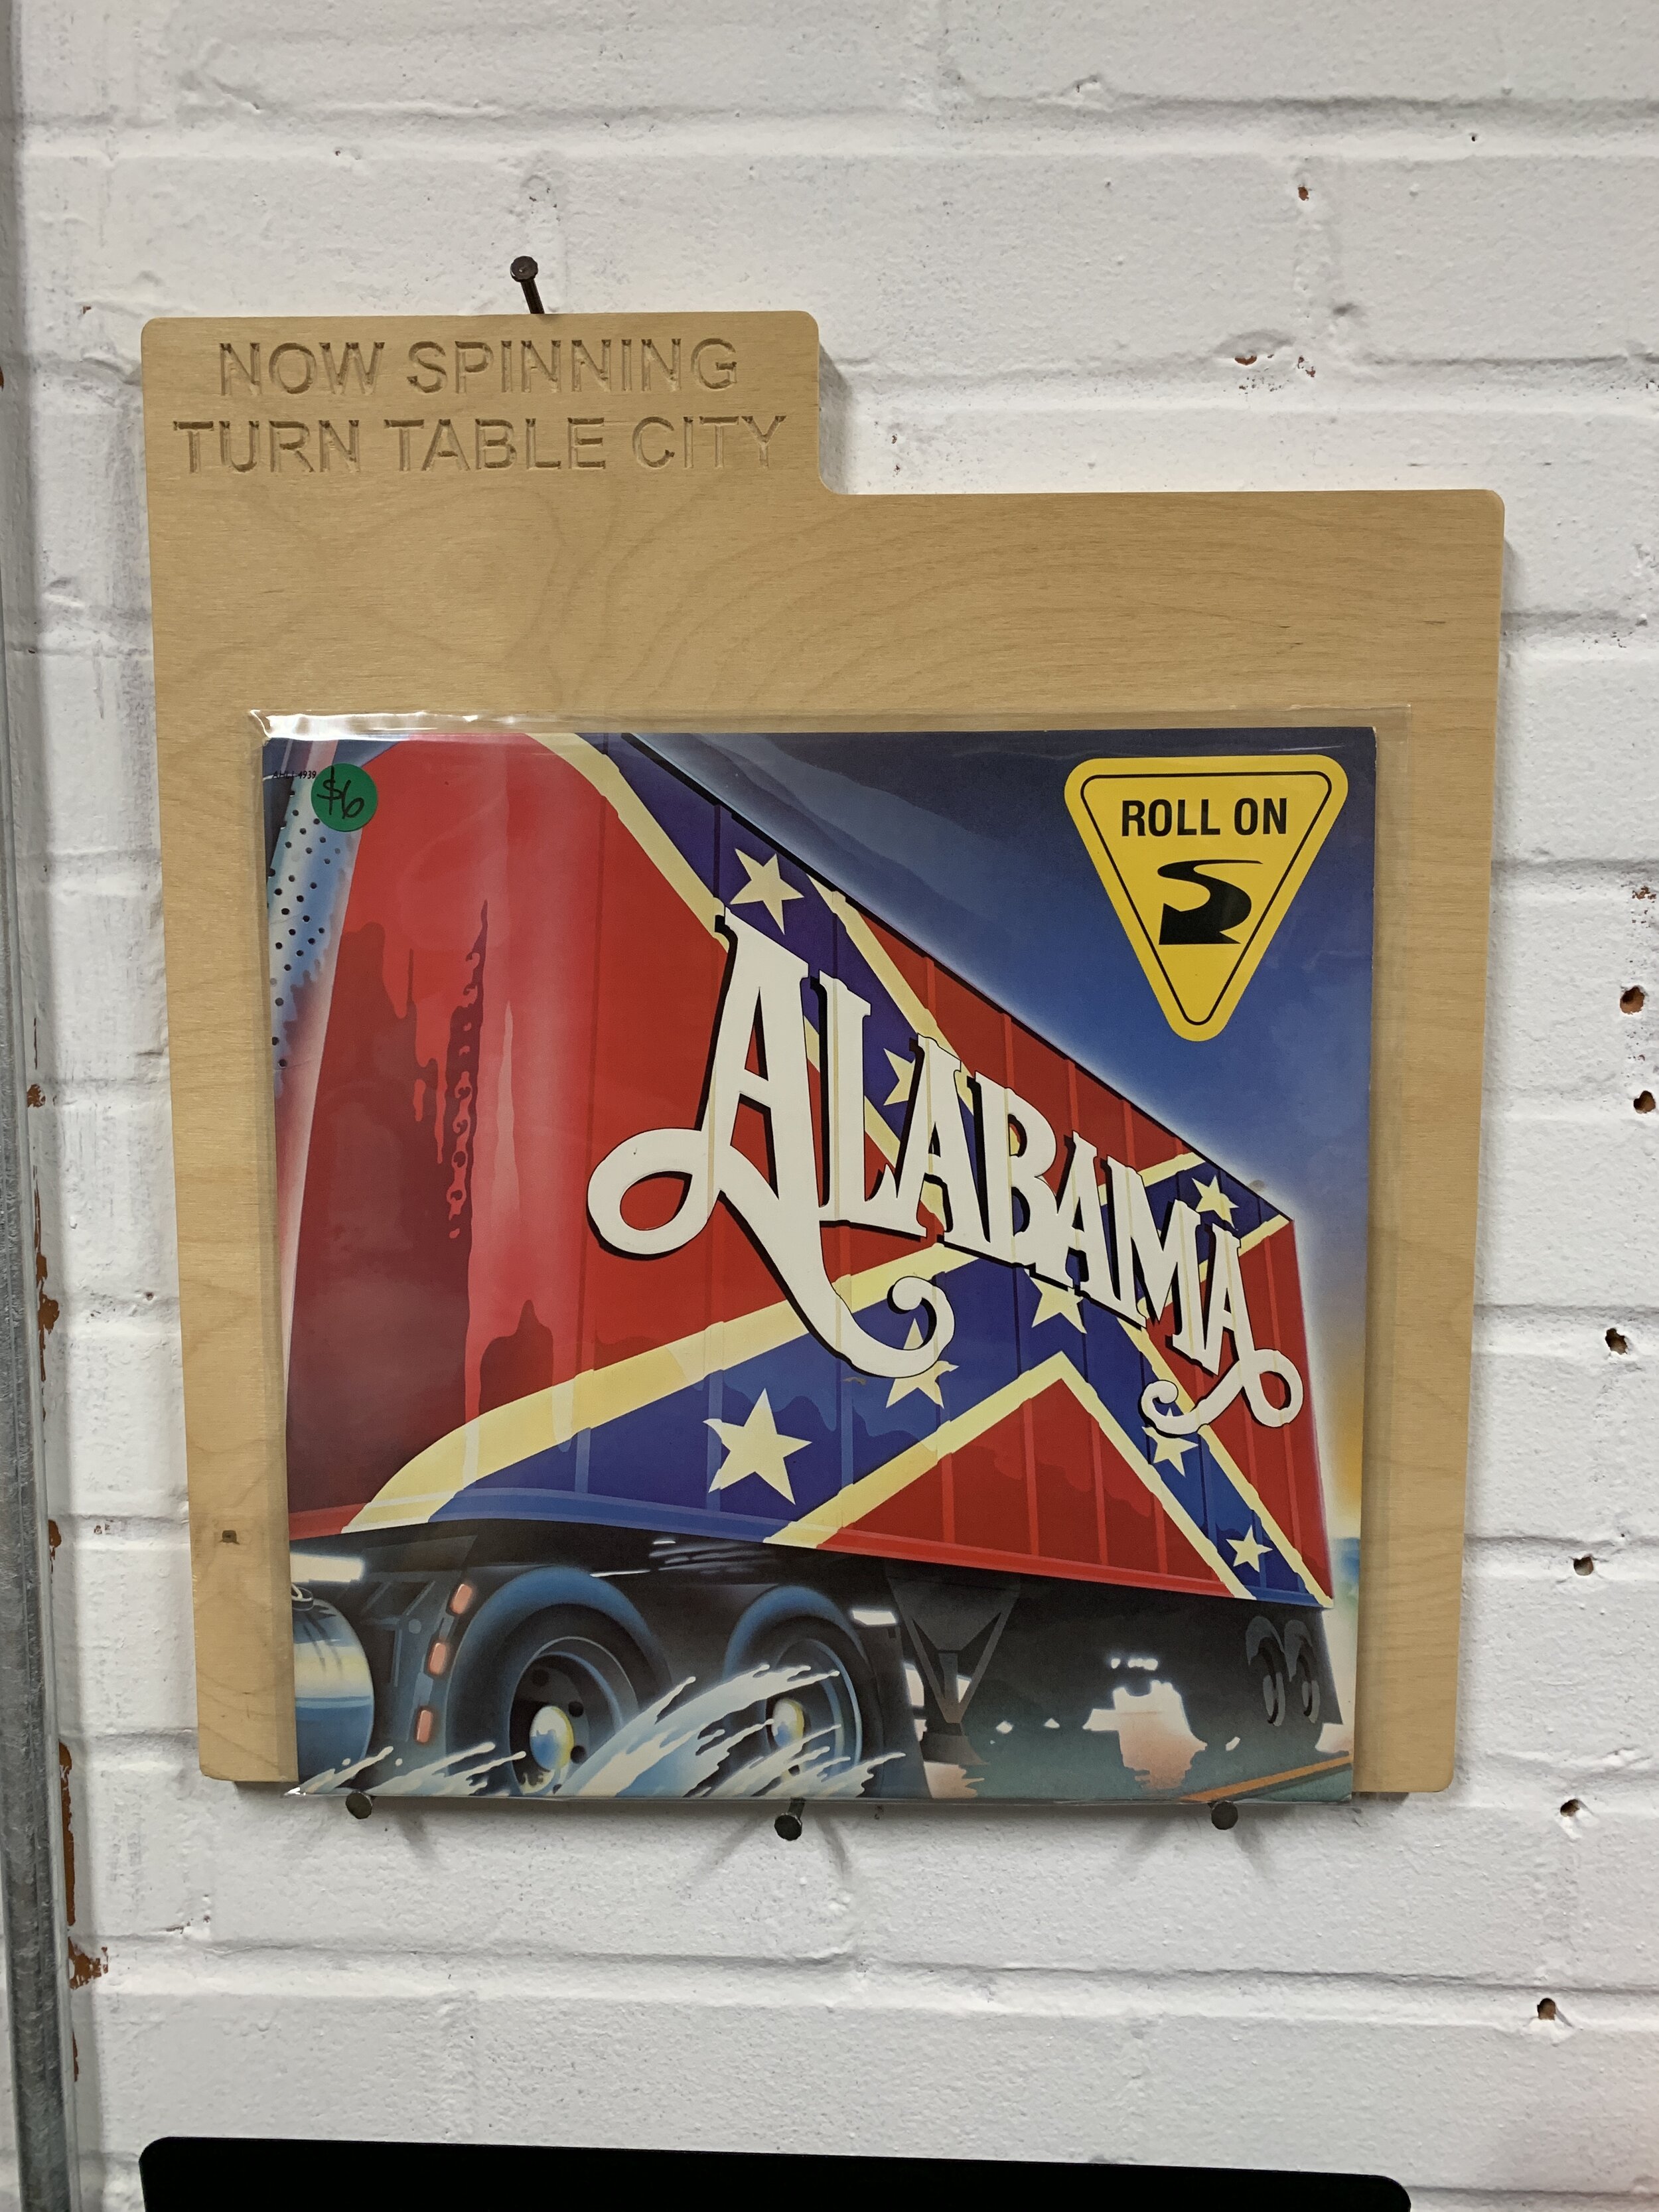 NOW SPINNING
TURN TABLE CITY
$6
ROLL ON
ALABAMA